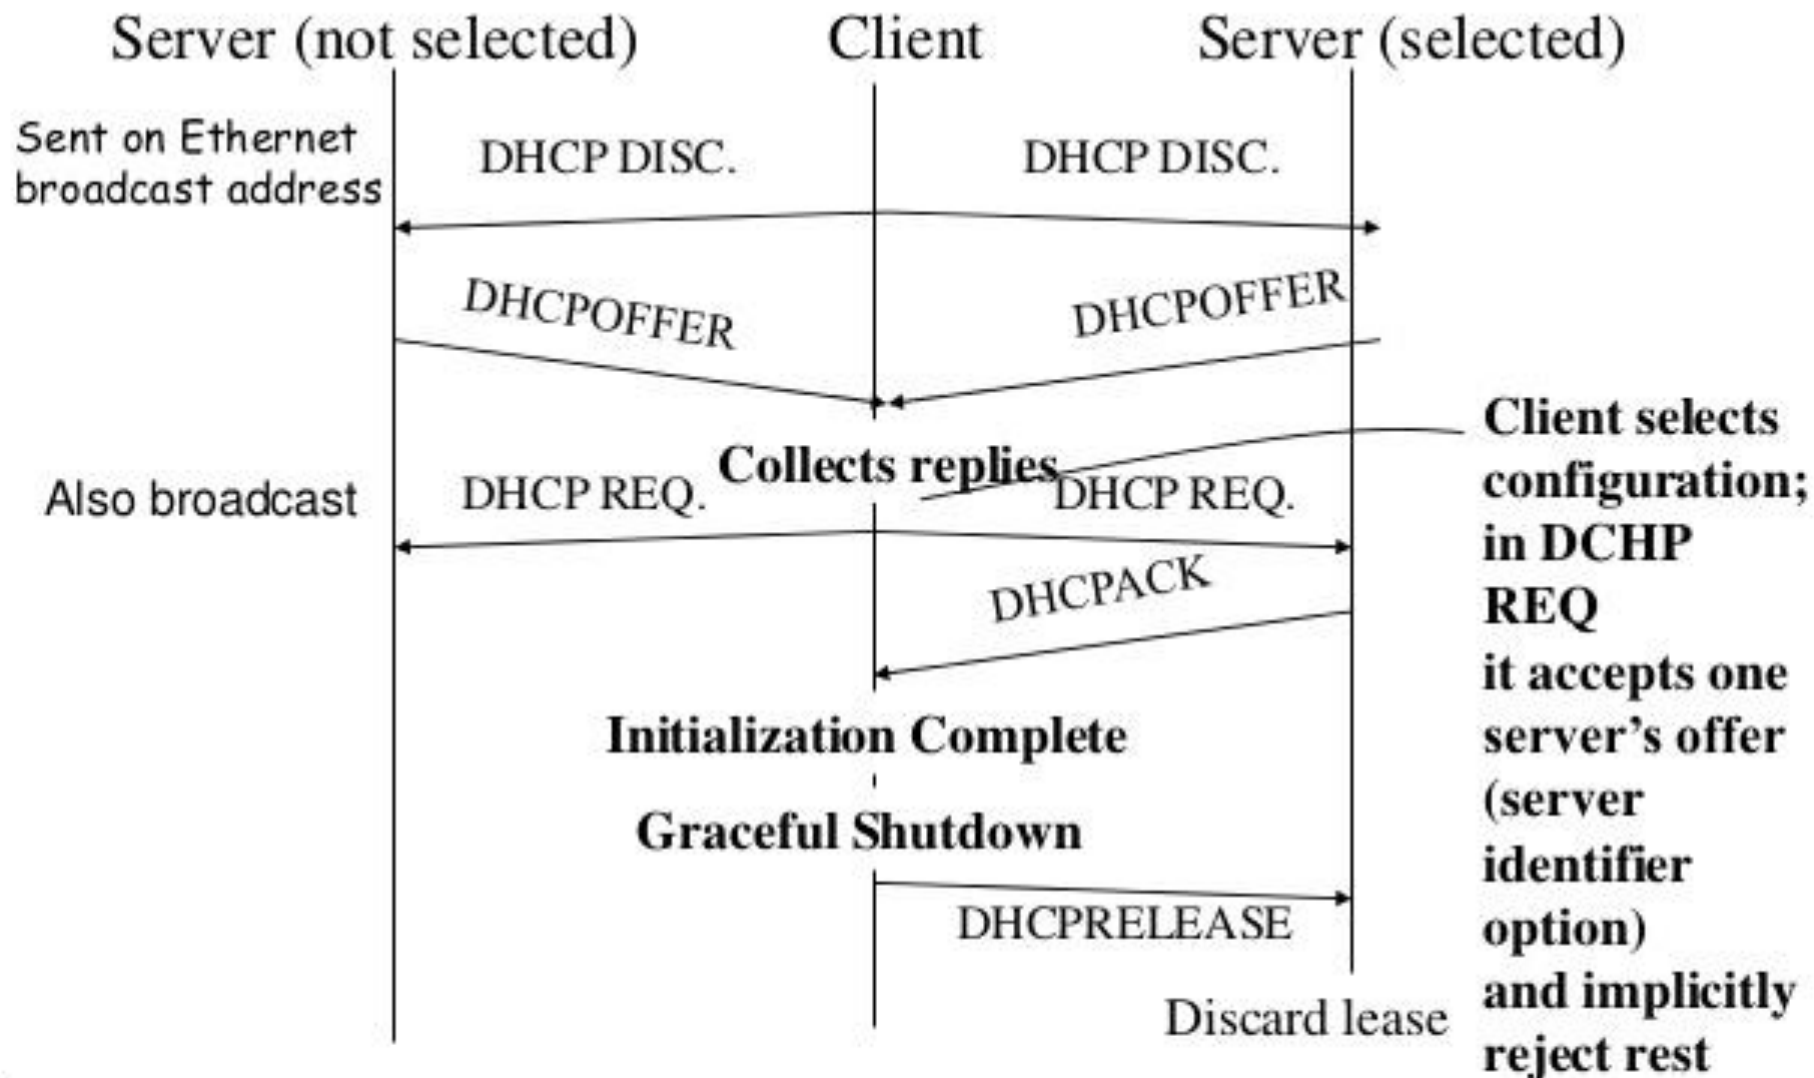 Server (not selected)
Client
Server (selected)
Sent on Ethernet
broadcast address
DHCP DISC.
DHCP DISC.
DHCPOFFER
DHCPOFFER
Collects replies
Also broadcast
DHCP REQ.
DHCP REQ.
DHCPACK
Client selects
configuration;
in DCHP
REQ
it accepts one
server's offer
(server
identifier
option)
and implicitly
reject rest
Initialization Complete
Graceful Shutdown
DHCPRELEASE
Discard lease